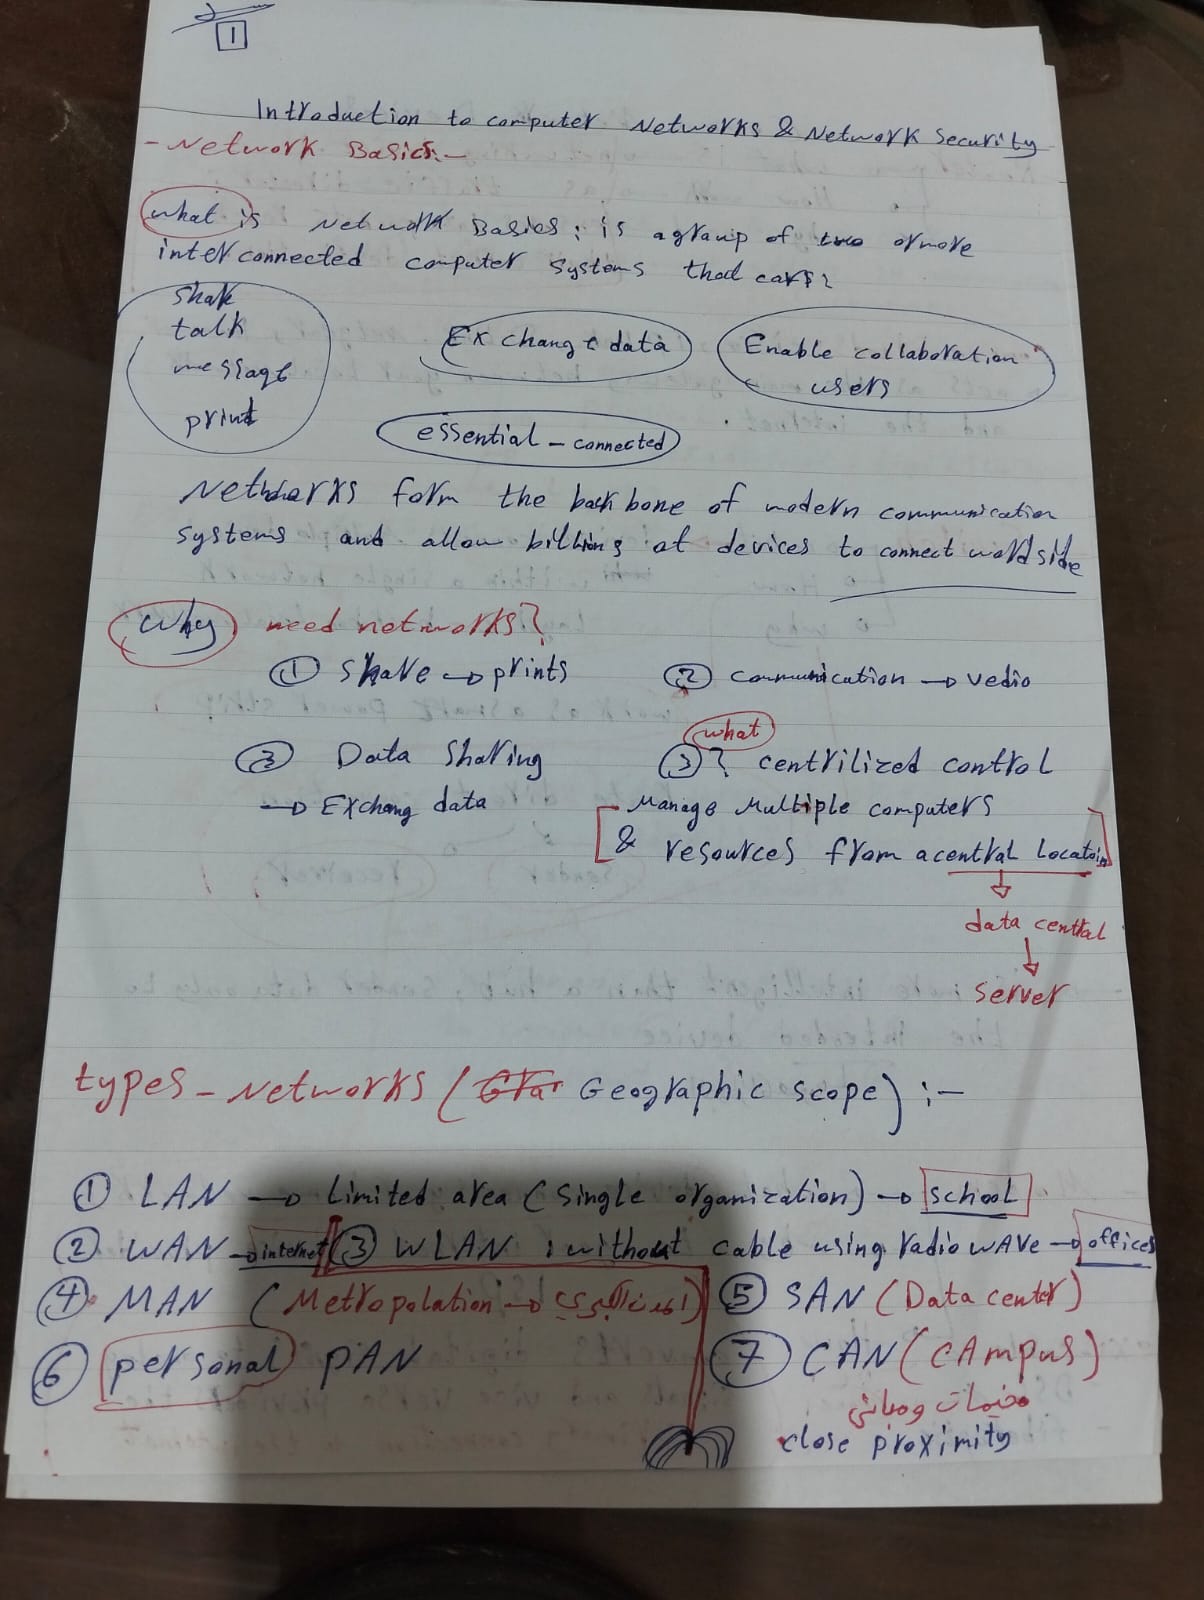 1
Introduction to computer Networks & Network Security
- Network Basics:-
what is Network Basics: is a group of two or more
interconnected computer systems that
share
talk
message
print
Exchange data
Enable collaboration
users
essential - connected
Networks form the backbone of modern communication
systems and allow billions of devices to connect worldside
why need networks?
① Share → prints
② communication → vedio
③ Data Sharing
→ Exchang data
what
③? centrilized control
Manage Multiple computers
& resources from a central Locatoin
data central
server
types - Networks (Geographic scope) :-
① LAN → Limited area (Single organization) → school
② WAN → internet ③ WLAN : without cable using radio wave → offices
④ MAN (Metropolation → المدن الكبرى)
⑤ SAN (Data center)
⑥ personal PAN
⑦ CAN (CAmpus)
مخيمات ومباني
close proximity